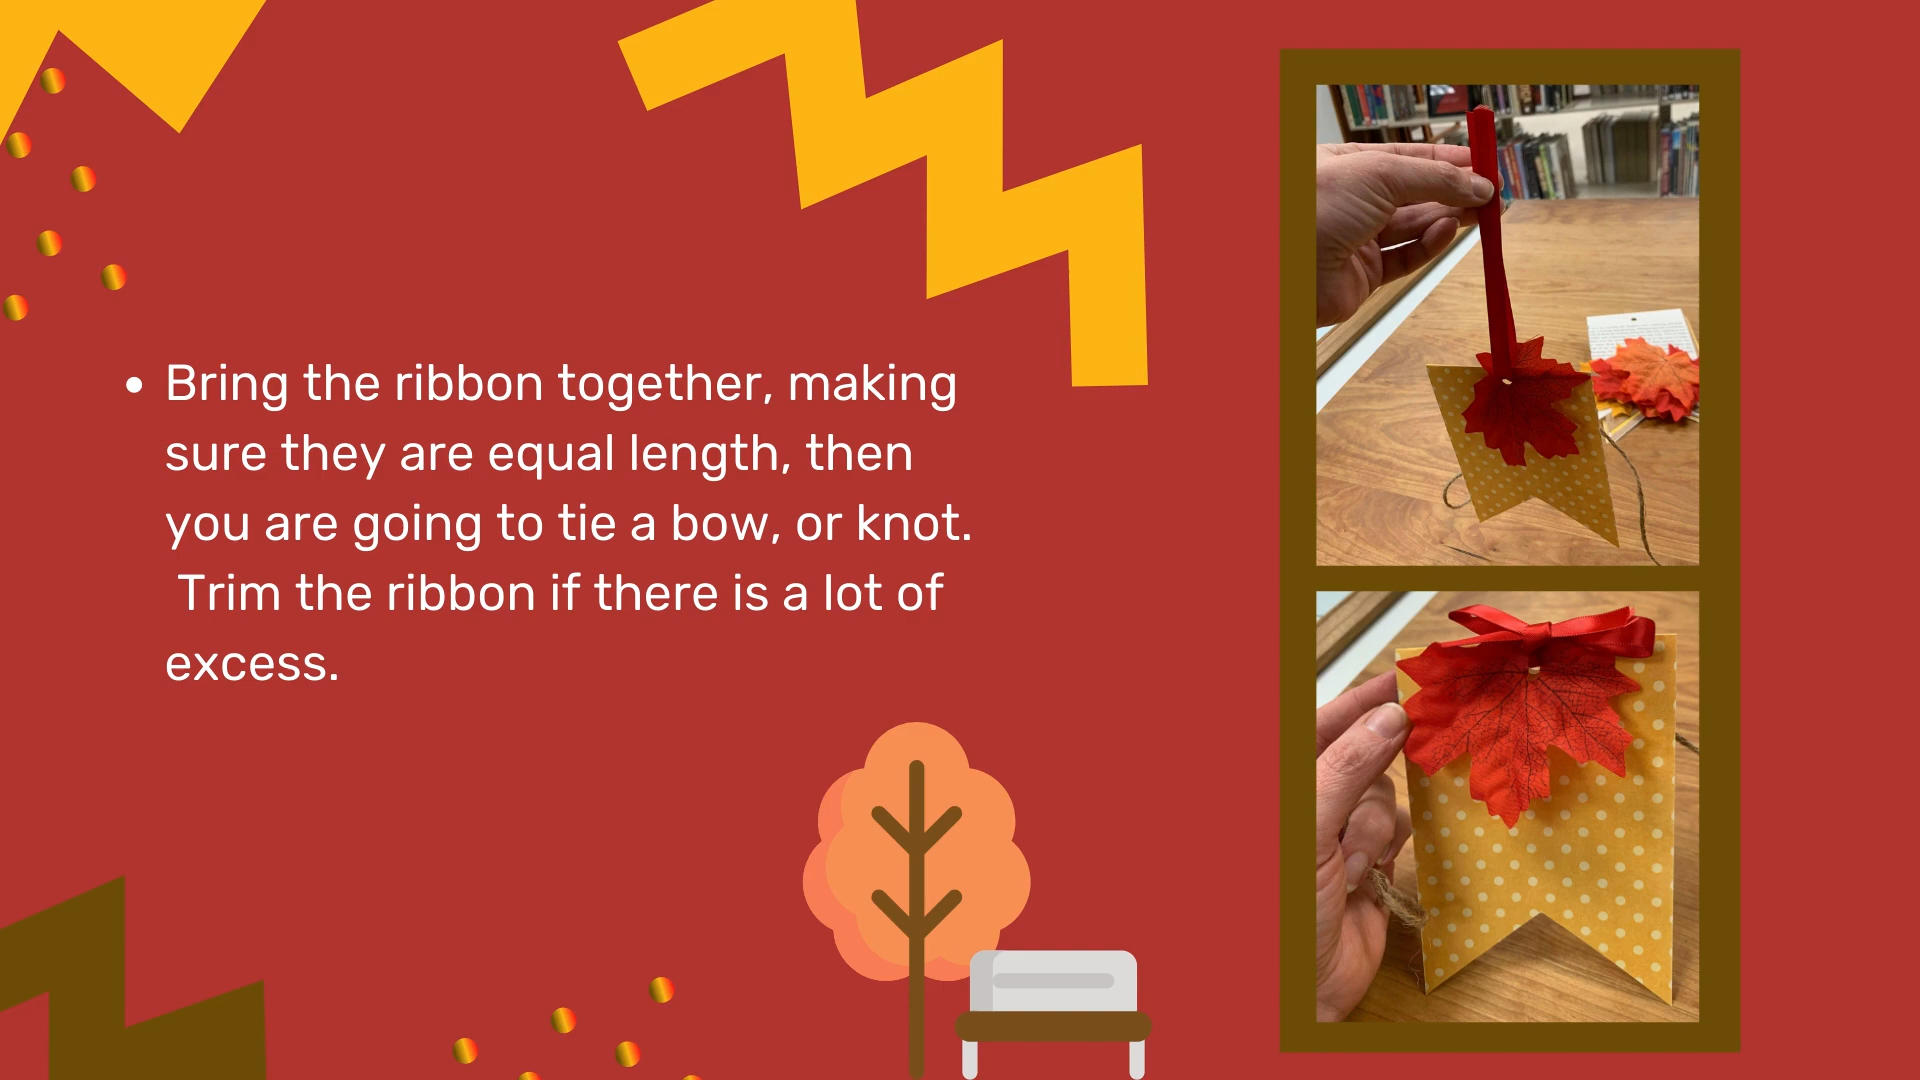 • Bring the ribbon together, making
sure they are equal length, then
you are going to tie a bow, or knot.
Trim the ribbon if there is a lot of
excess.